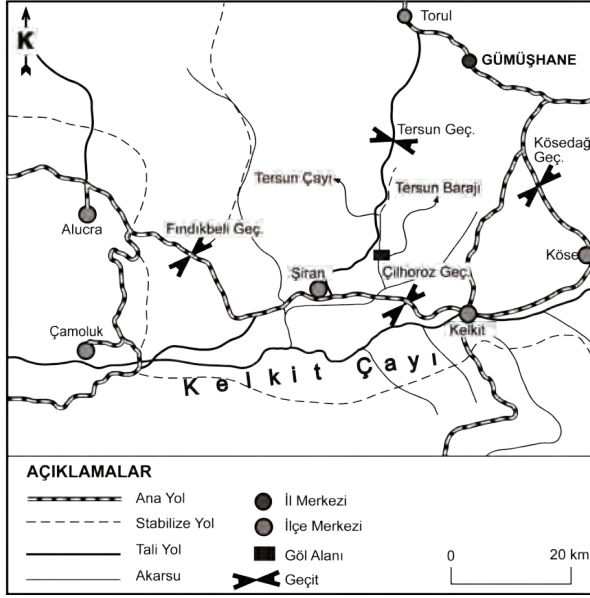 Torul
K
GÜMÜŞHANE
Tersun Geç.
Kösedağ
Geç.
Tersun Çayı
Tersun Barajı
Alucra
Fındıkbeli Geç.
Köse
Şiran
Çilhoroz Geç.
Çamoluk
Kelkit
Kelkit Çayı
AÇIKLAMALAR
Ana Yol
Stabilize Yol
Tali Yol
Akarsu
İl Merkezi
İlçe Merkezi
Göl Alanı
Geçit
0 20 km